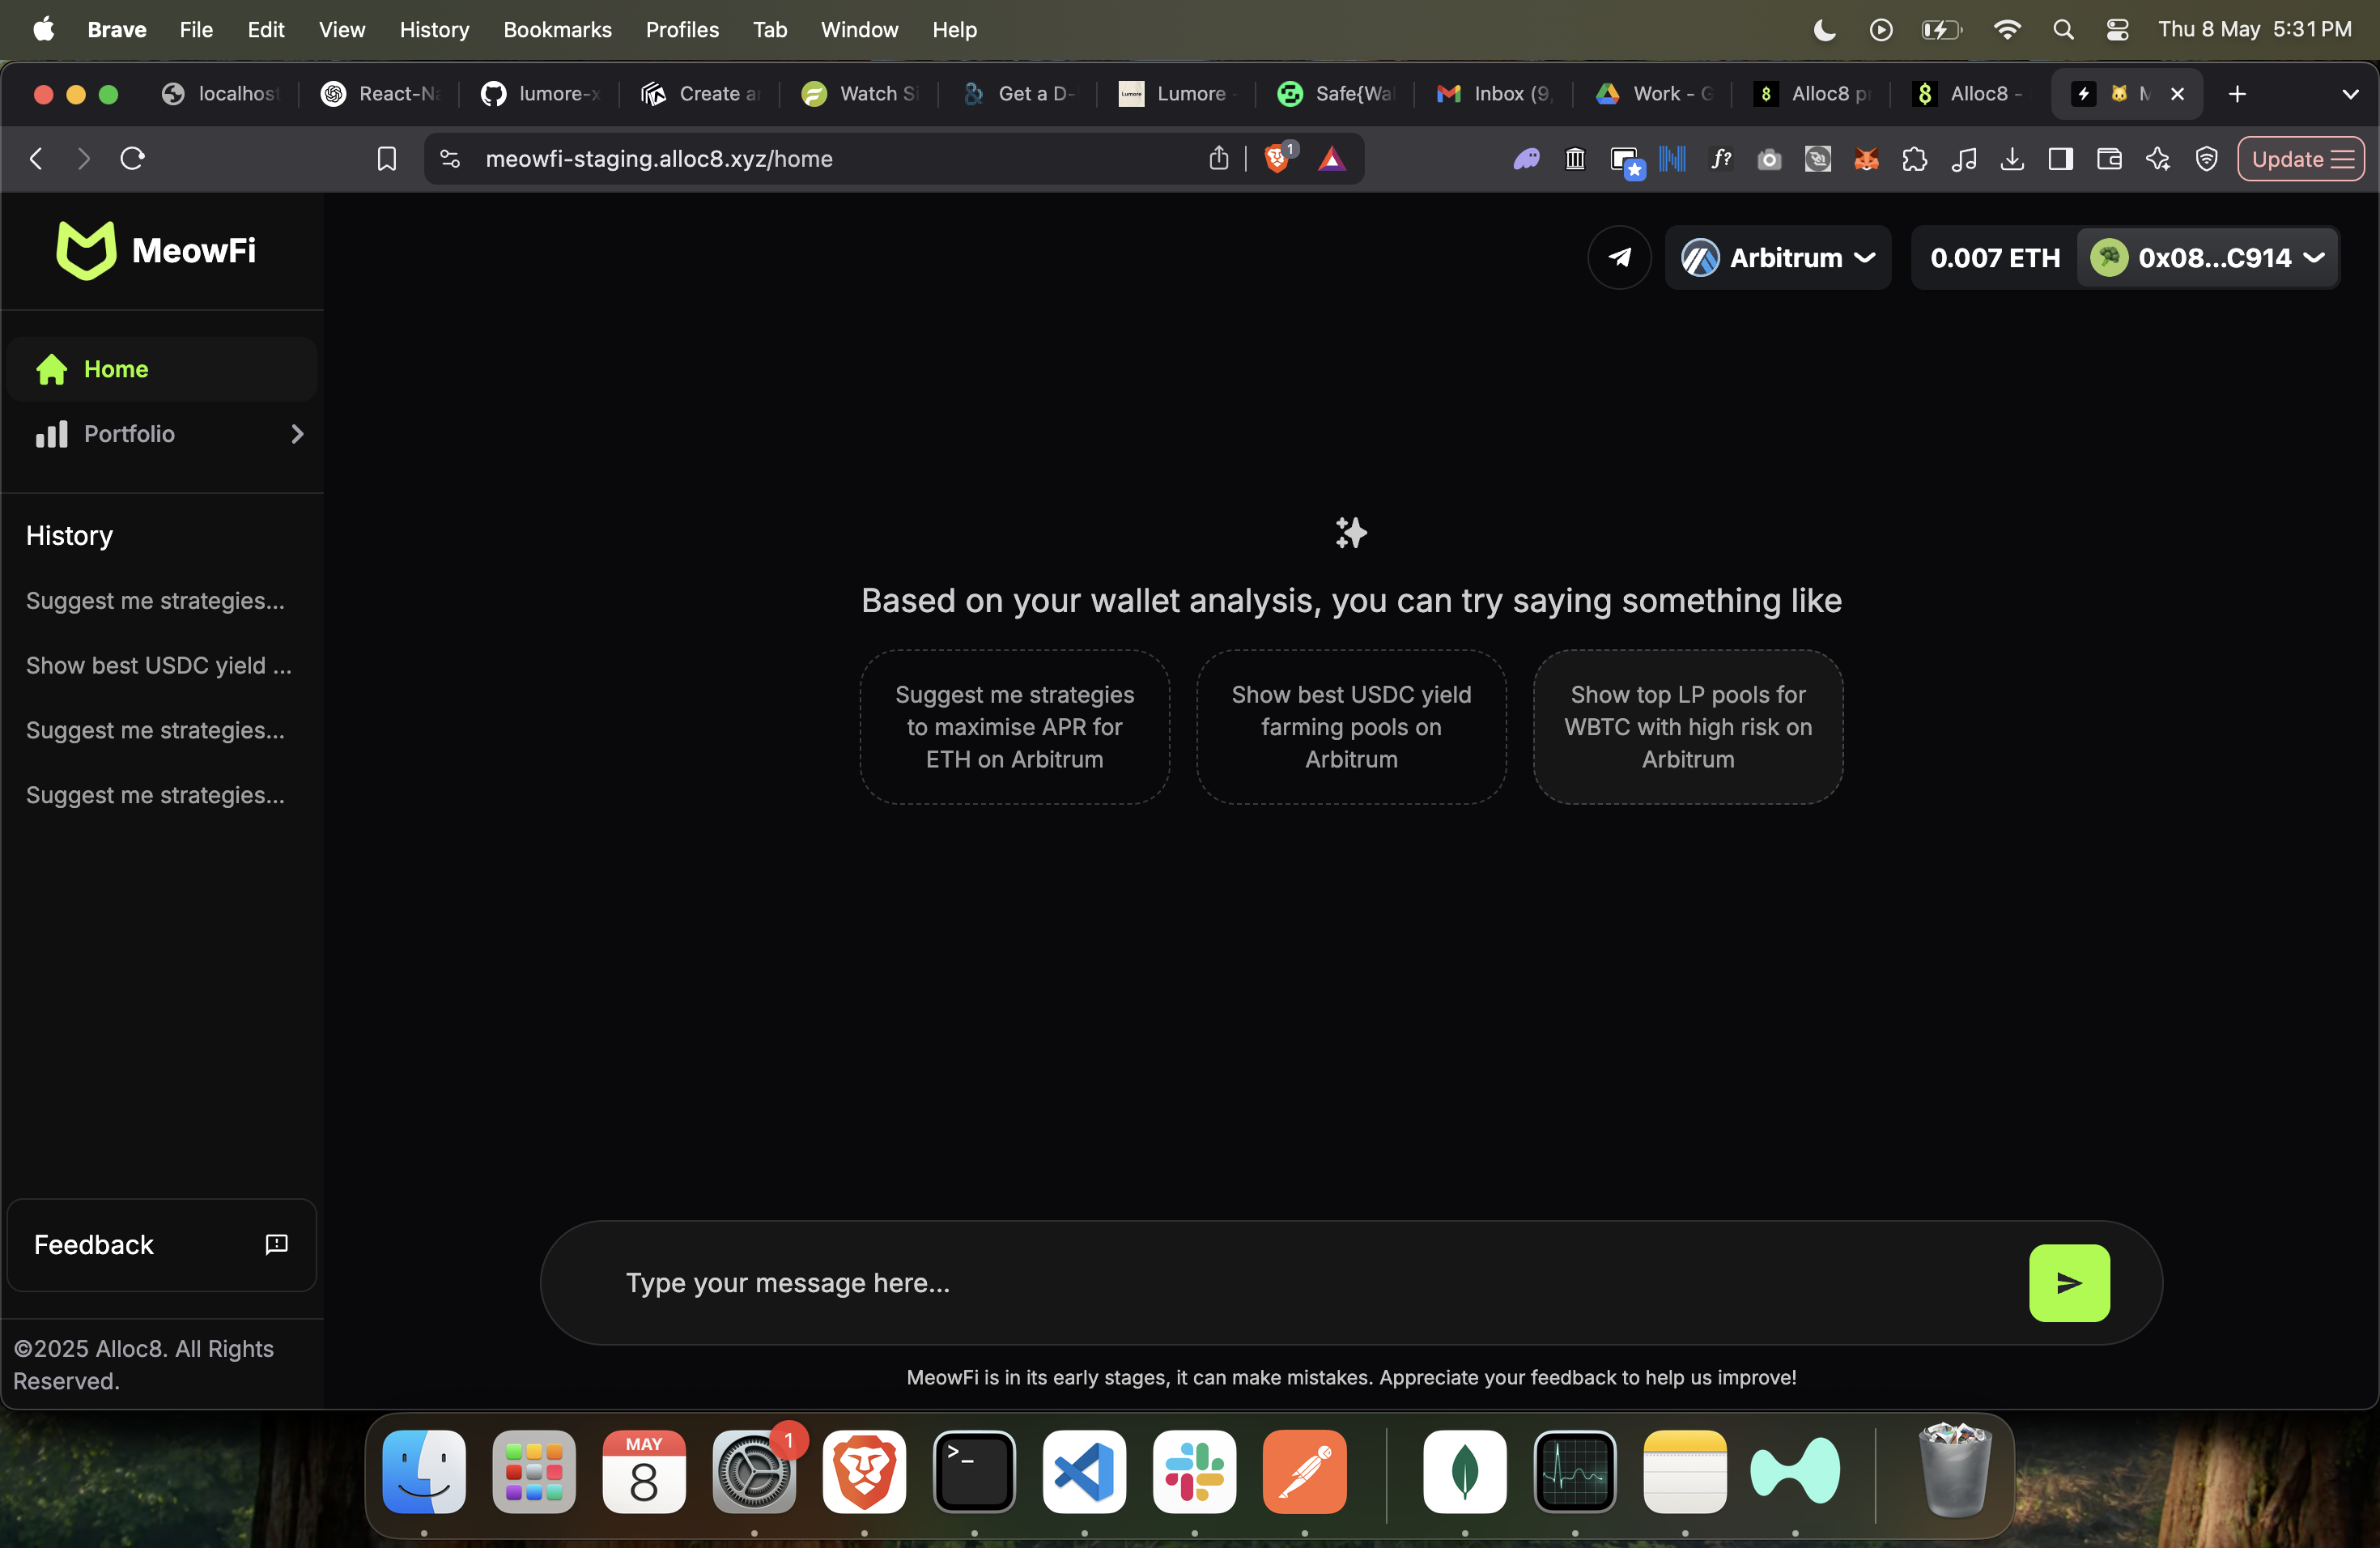 Brave File Edit View History Bookmarks Profiles Tab Window Help Thu 8 May 5:31 PM
localhost React-Na lumore-x Create an Watch Si Get a D- Lumore - Safe{Wal Inbox (9, Work - G Alloc8 pr Alloc8 - M
meowfi-staging.alloc8.xyz/home 1 f? Update
MeowFi
Arbitrum 0.007 ETH 0x08...C914
Home
Portfolio
History
Suggest me strategies...
Show best USDC yield ...
Suggest me strategies...
Suggest me strategies...
Based on your wallet analysis, you can try saying something like
Suggest me strategies
to maximise APR for
ETH on Arbitrum
Show best USDC yield
farming pools on
Arbitrum
Show top LP pools for
WBTC with high risk on
Arbitrum
Feedback
Type your message here...
©2025 Alloc8. All Rights
Reserved.
MeowFi is in its early stages, it can make mistakes. Appreciate your feedback to help us improve!
MAY
8
1